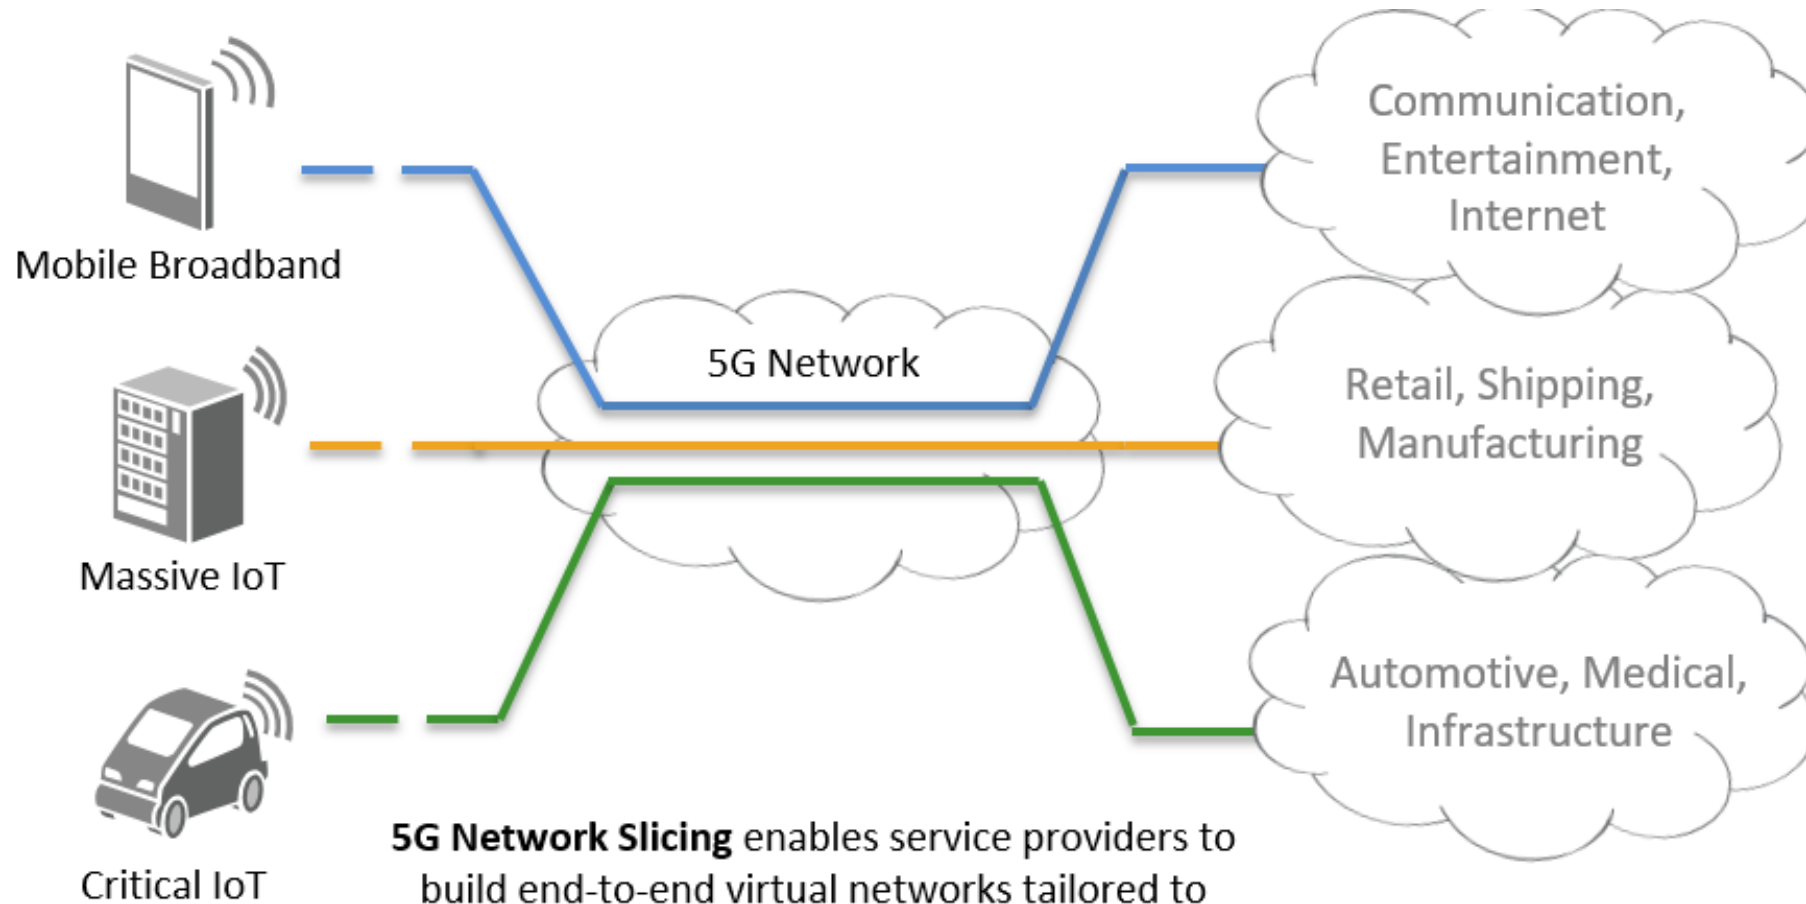 Mobile Broadband
Massive IoT
Critical IoT
5G Network
Communication,
Entertainment,
Internet
Retail, Shipping,
Manufacturing
Automotive, Medical,
Infrastructure
5G Network Slicing enables service providers to
build end-to-end virtual networks tailored to